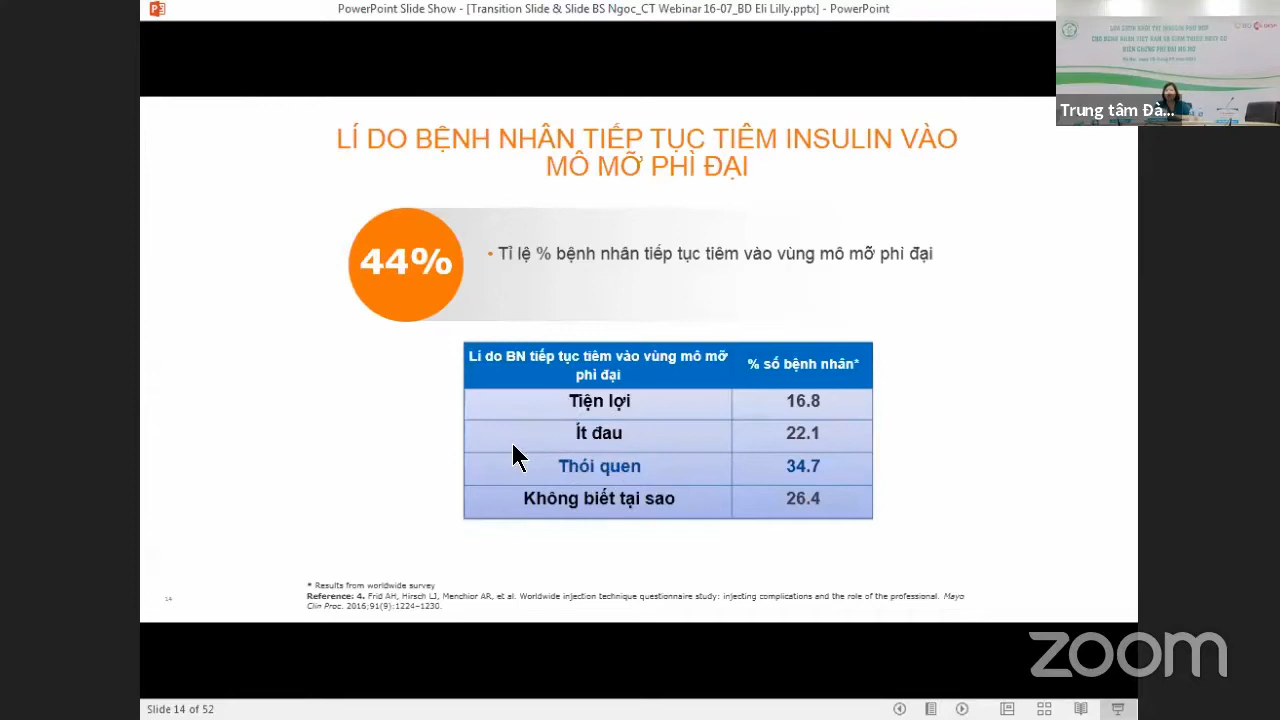 PowerPoint Slide Show - [Transition Slide & Slide BS Ngoc_CT Webinar 16-07_BD Eli Lilly.pptx] - PowerPoint
Trung tâm Đà...
LÍ DO BỆNH NHÂN TIẾP TỤC TIÊM INSULIN VÀO
MÔ MỠ PHÌ ĐẠI
44%
• Tỉ lệ % bệnh nhân tiếp tục tiêm vào vùng mô mỡ phì đại
Lí do BN tiếp tục tiêm vào vùng mô mỡ
phì đại
% số bệnh nhân*
Tiện lợi 16.8
Ít đau 22.1
Thói quen 34.7
Không biết tại sao 26.4
* Results from worldwide survey
Reference: 4. Frid AH, Hirsch LJ, Menchior AR, et al. Worldwide injection technique questionnaire study: injecting complications and the role of the professional. Mayo
Clin Proc. 2016;91(9):1224–1230.
14
zoom
Slide 14 of 52